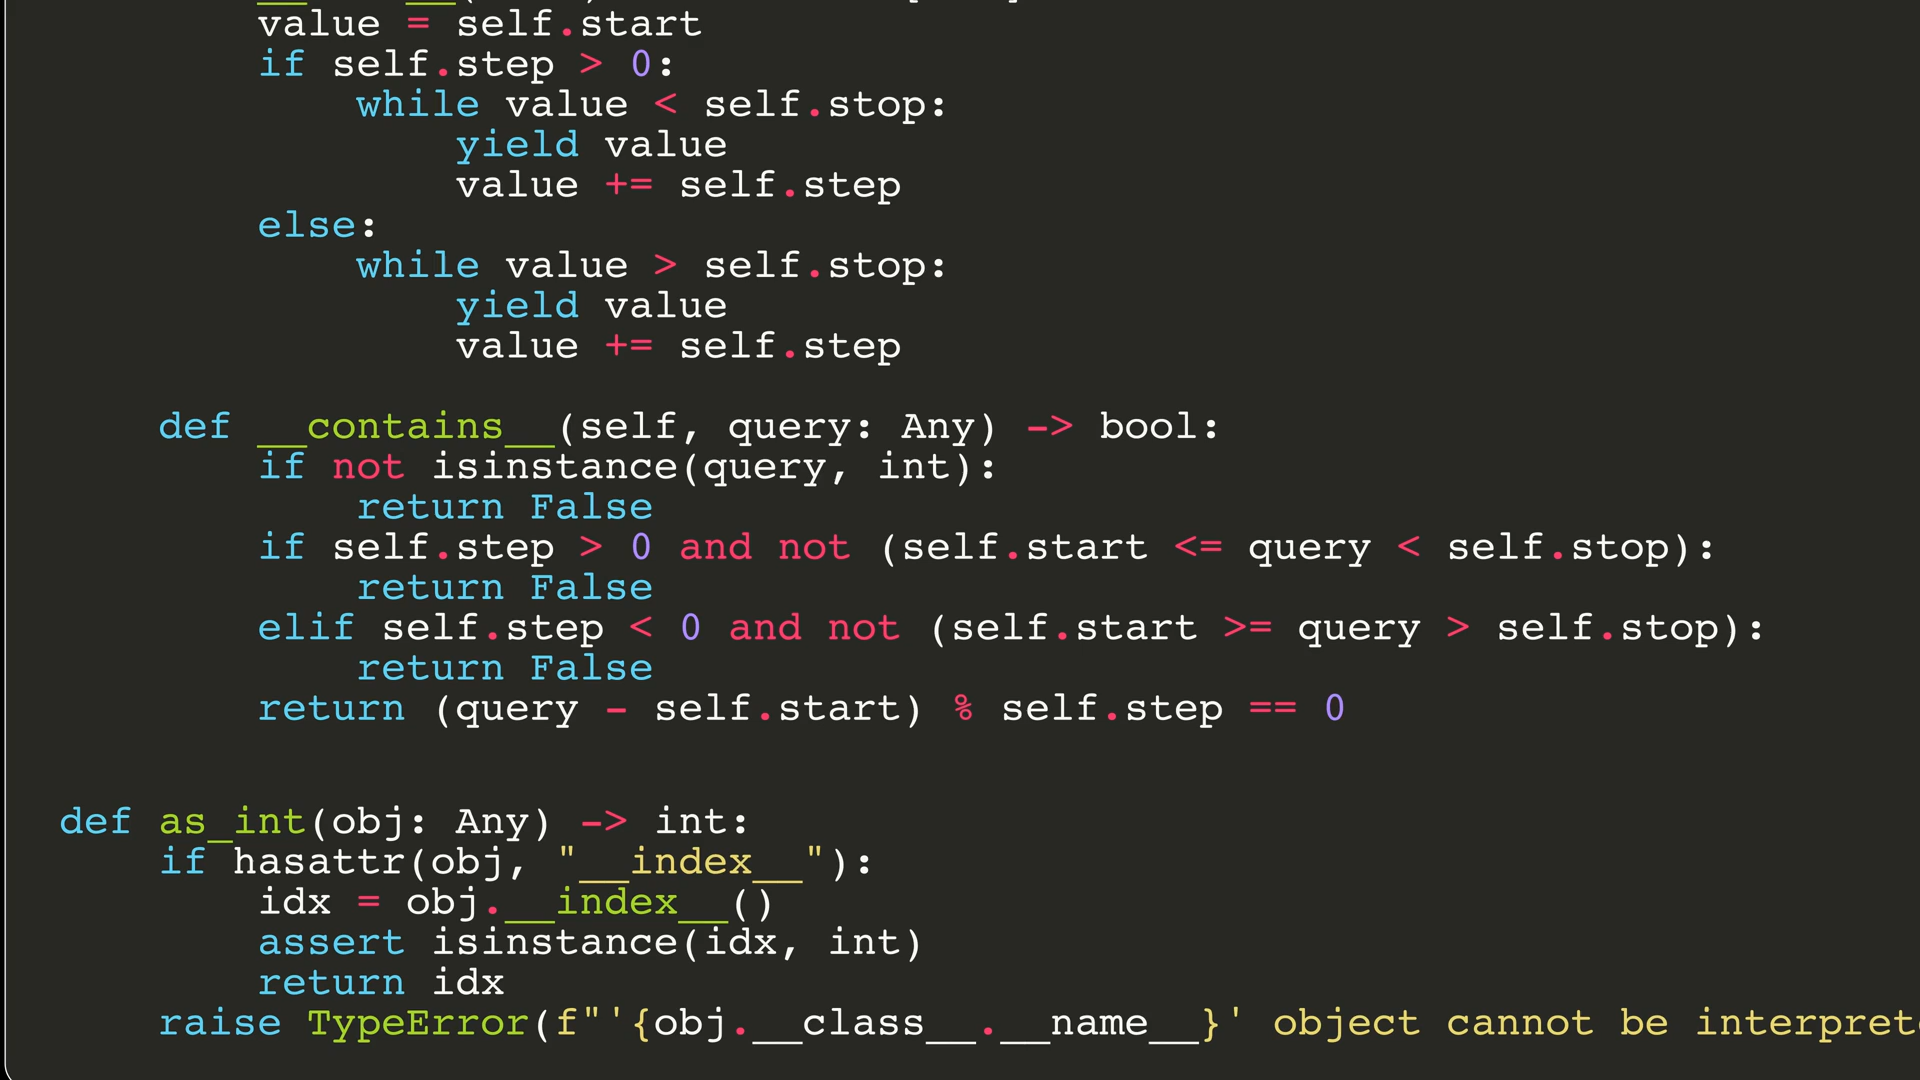 value = self.start
if self.step > 0:
while value < self.stop:
yield value
value += self.step
else:
while value > self.stop:
yield value
value += self.step
def __contains__(self, query: Any) -> bool:
if not isinstance(query, int):
return False
if self.step > 0 and not (self.start <= query < self.stop):
return False
elif self.step < 0 and not (self.start >= query > self.stop):
return False
return (query - self.start) % self.step == 0
def as_int(obj: Any) -> int:
if hasattr(obj, "__index__"):
idx = obj.__index__()
assert isinstance(idx, int)
return idx
raise TypeError(f"'{obj.__class__.__name__}' object cannot be interpret